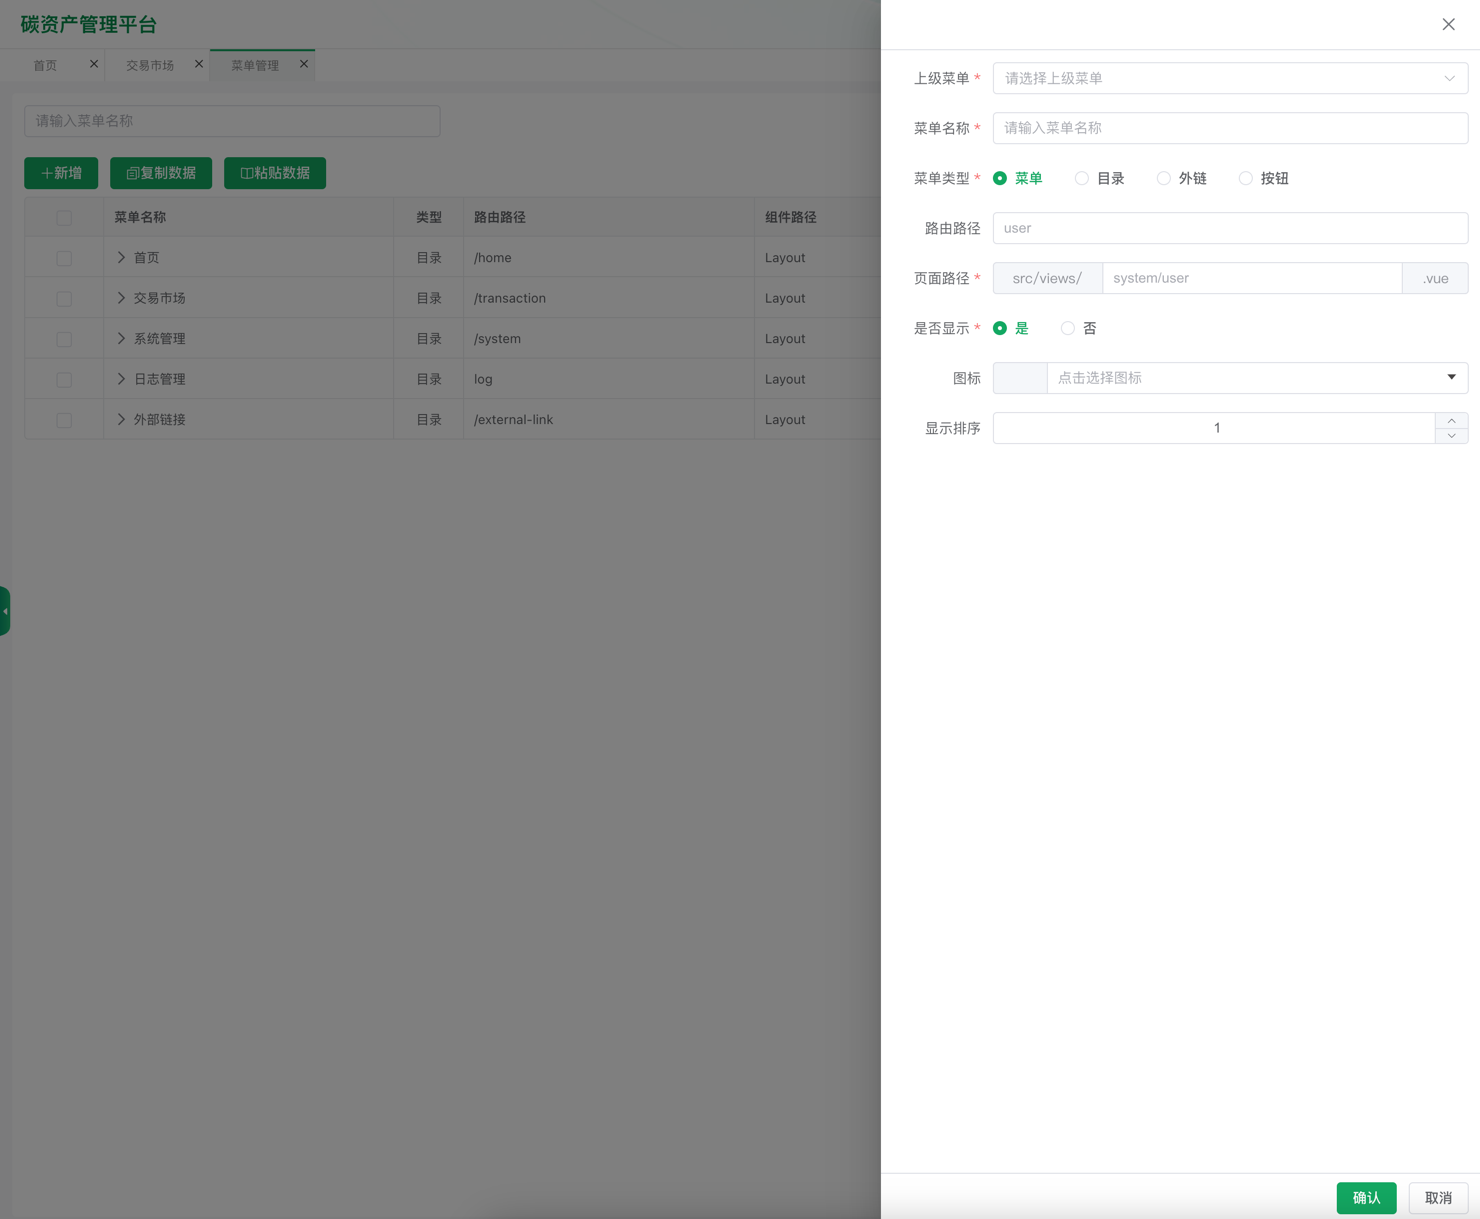 碳资产管理平台
首页
交易市场
菜单管理
请输入菜单名称
新增
复制数据
粘贴数据
菜单名称 类型 路由路径 组件路径
首页 目录 /home Layout
交易市场 目录 /transaction Layout
系统管理 目录 /system Layout
日志管理 目录 log Layout
外部链接 目录 /external-link Layout
上级菜单 * 请选择上级菜单
菜单名称 * 请输入菜单名称
菜单类型 * 菜单 目录 外链 按钮
路由路径 user
页面路径 * src/views/ system/user .vue
是否显示 * 是 否
图标 点击选择图标
显示排序 1
确认 取消